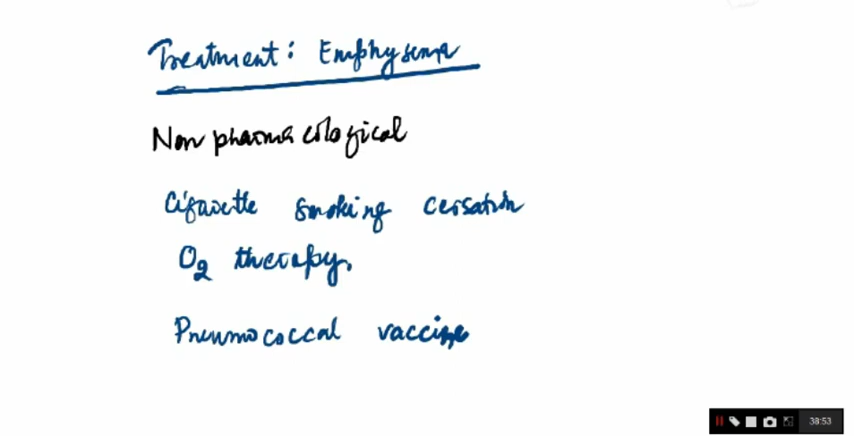 Treatment: Emphysema
Non pharmacological
Cigarette smoking cessation
O2 therapy.
Pneumococcal vaccine
38:53